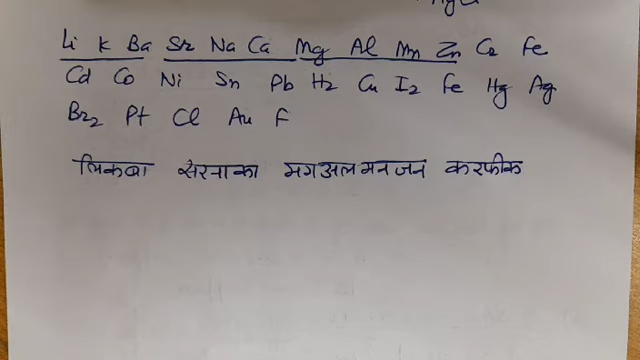 Li K Ba Sr Na Ca Mg Al Mn Zn Cr Fe
Cd Co Ni Sn Pb H2 Cu I2 Fe Hg Ag
Br2 Pt Cl Au F
लिकबा सरनाका मगअलमनजन करफीक